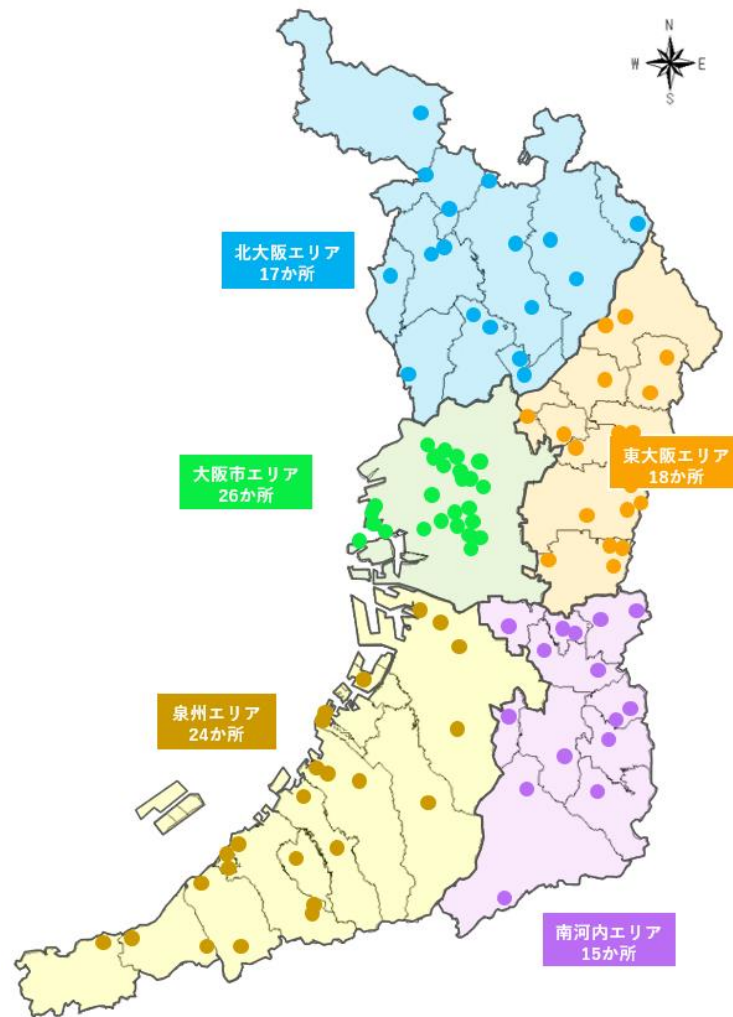 N
W E
S
北大阪エリア
17か所
大阪市エリア
26か所
東大阪エリア
18か所
泉州エリア
24か所
南河内エリア
15か所